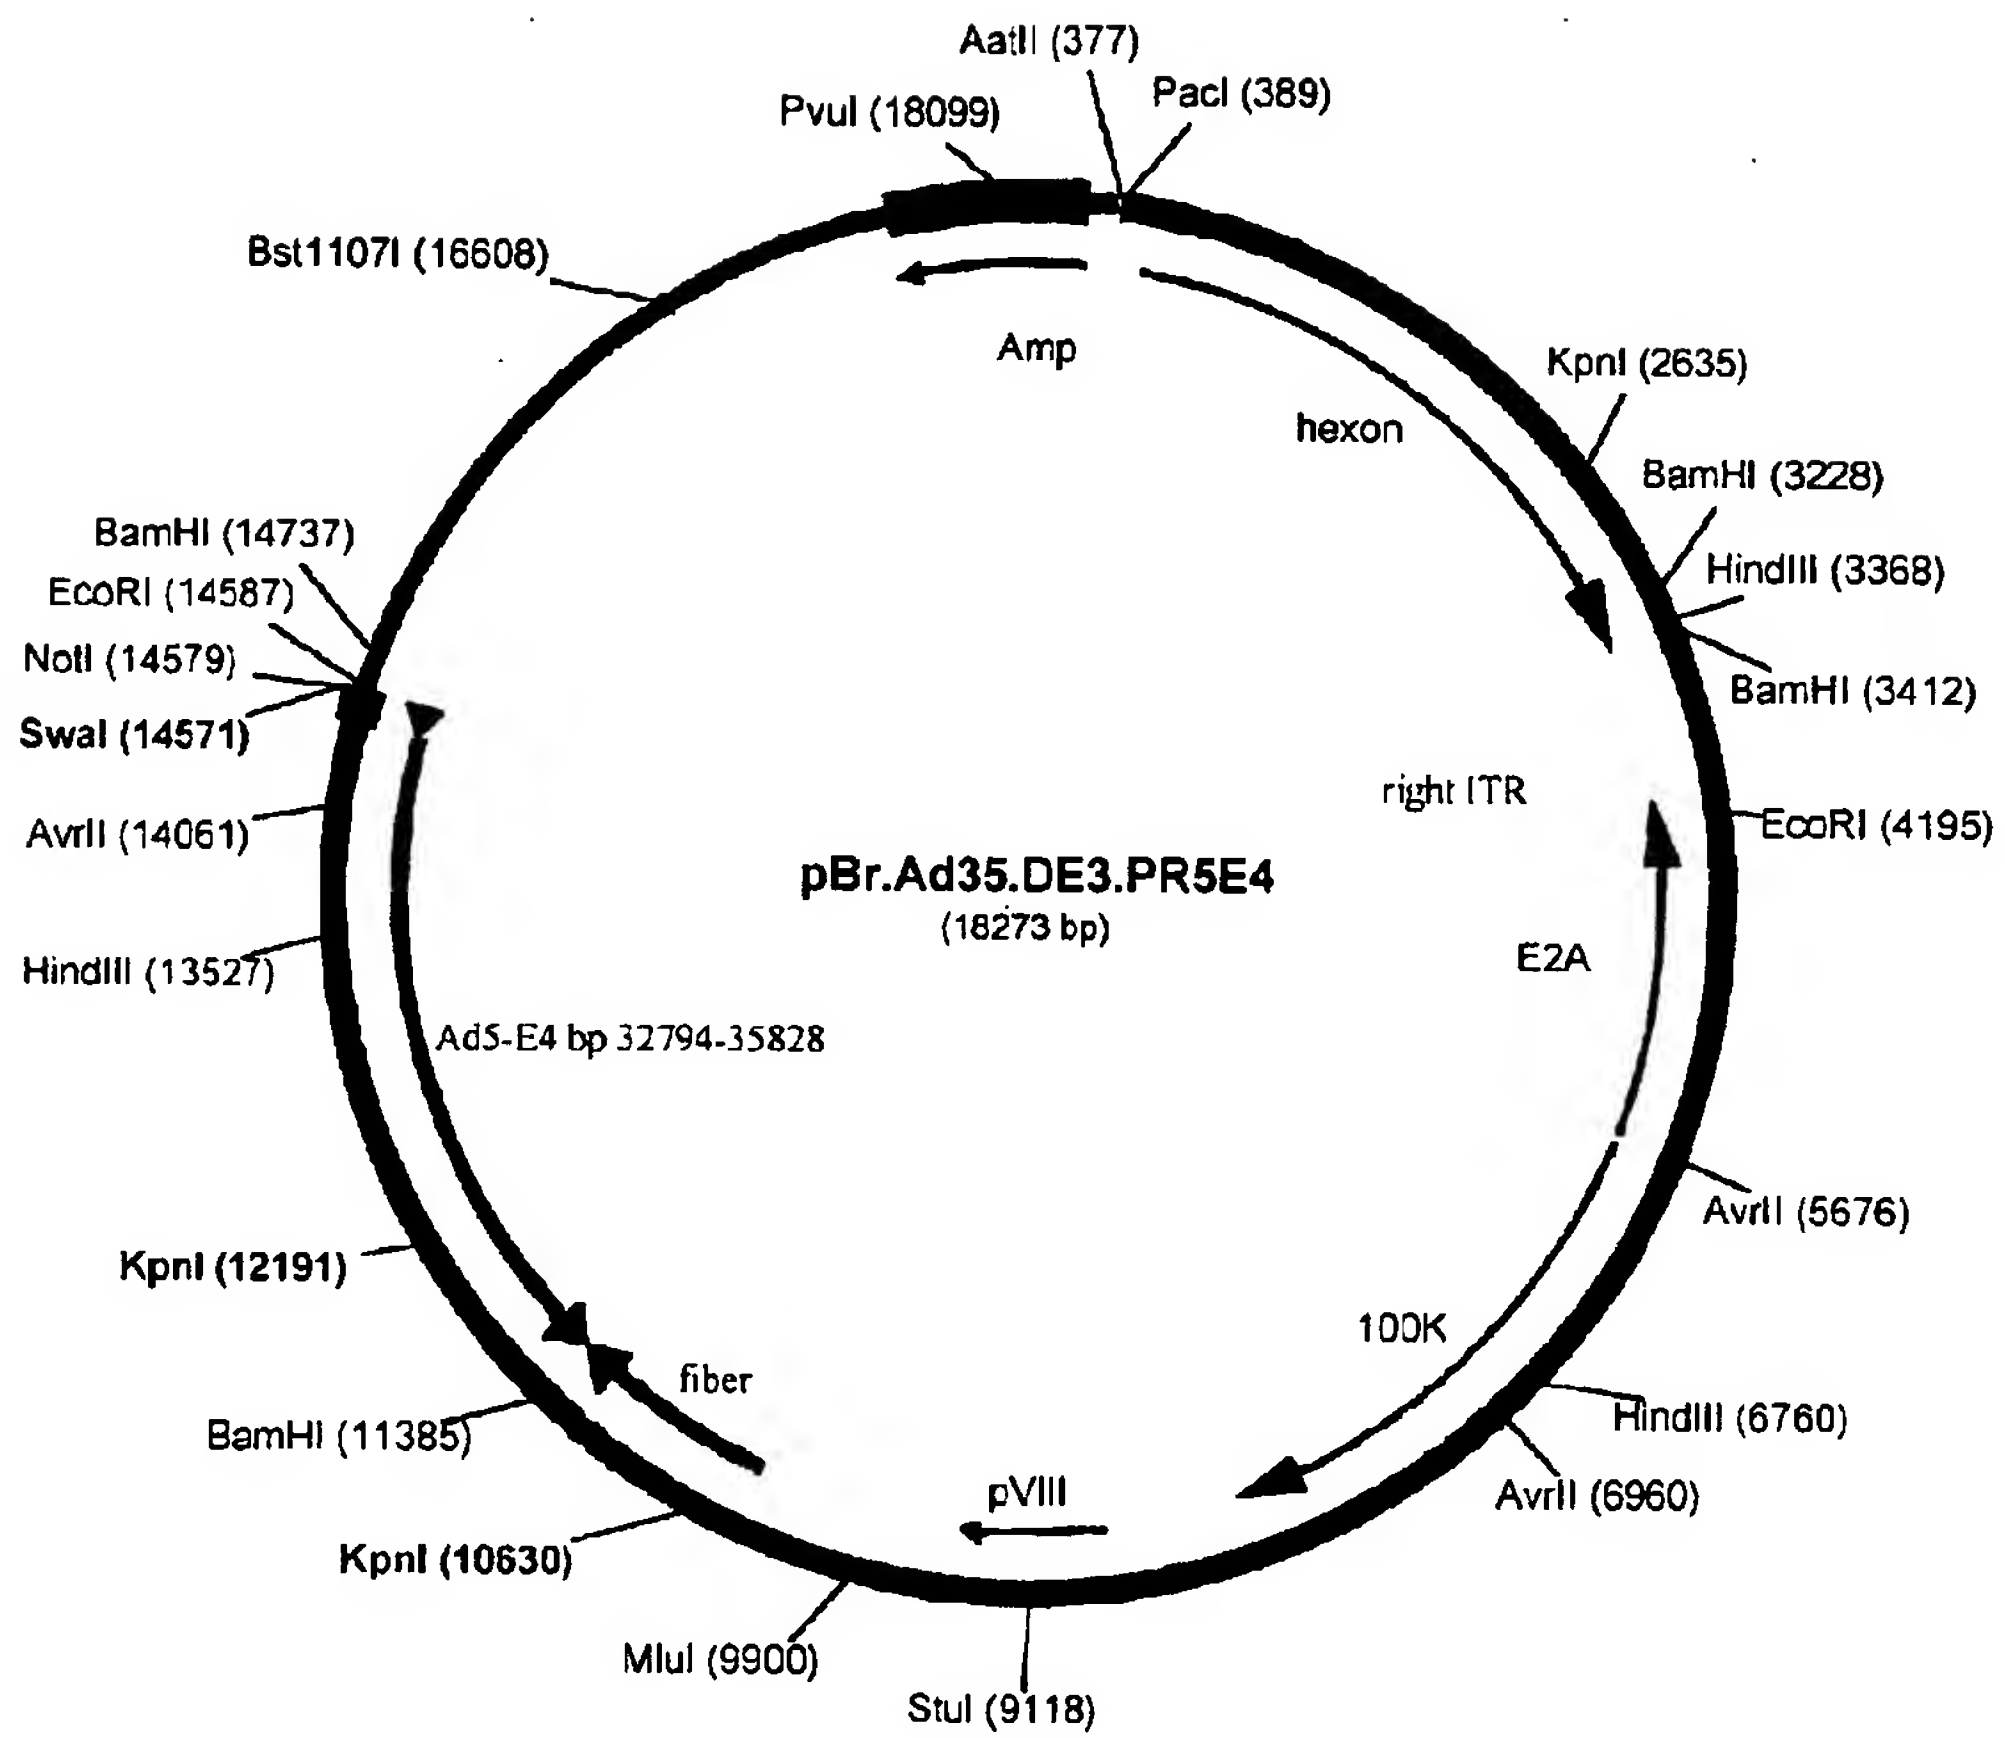 AatII (377)
PacI (389)
PvuI (18099)
Bst1107I (16608)
Amp
KpnI (2635)
hexon
BamHI (3228)
BamHI (14737)
HindIII (3368)
EcoRI (14587)
NotI (14579)
BamHI (3412)
SwaI (14571)
right ITR
EcoRI (4195)
AvrII (14061)
pBr.Ad35.DE3.PR5E4
(18273 bp)
E2A
HindIII (13527)
Ad5-E4 bp 32794-35828
AvrII (5676)
KpnI (12191)
100K
fiber
HindIII (6760)
BamHI (11385)
pVIII
AvrII (6960)
KpnI (10630)
MluI (9900)
StuI (9118)